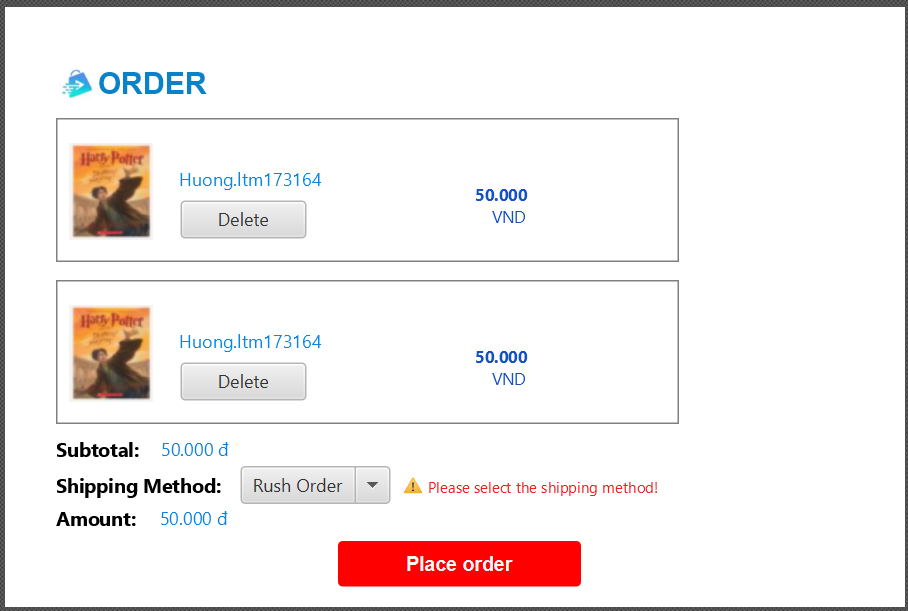 ORDER
Harry Potter
Huong.ltm173164
Delete
50.000
VND
Harry Potter
Huong.ltm173164
Delete
50.000
VND
Subtotal: 50.000 đ
Shipping Method: Rush Order Please select the shipping method!
Amount: 50.000 đ
Place order